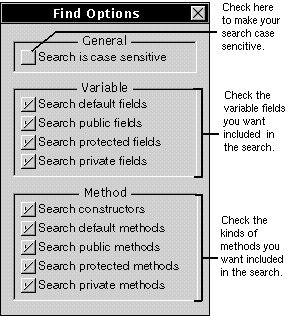 Find Options
General
Search is case sensitive
Variable
Search default fields
Search public fields
Search protected fields
Search private fields
Method
Search constructors
Search default methods
Search public methods
Search protected methods
Search private methods
Check here
to make your
search case
sencitive.
Check the
variable fields
you want
included in
the search.
Check the
kinds of
methods you
want included
in the search.